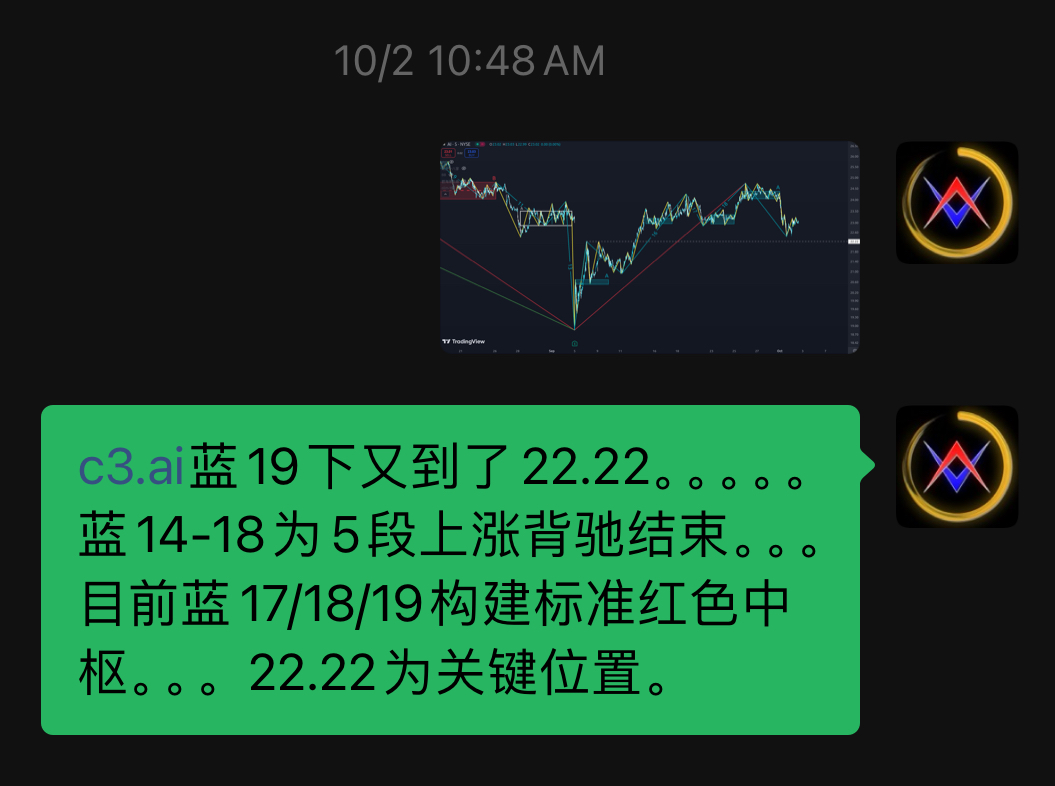 10/2 10:48 AM
TradingView
c3.ai蓝19下又到了22.22。。。。。
蓝14-18为5段上涨背驰结束。。。
目前蓝17/18/19构建标准红色中
枢。。。22.22为关键位置。